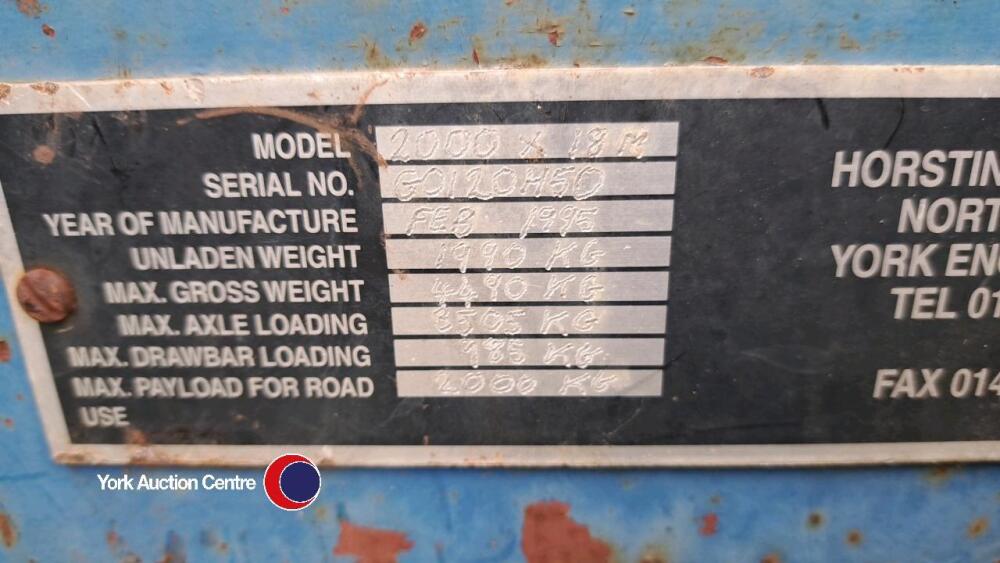 MODEL 2000 x 18 M
SERIAL NO. G0120H50
YEAR OF MANUFACTURE FEB 1995
UNLADEN WEIGHT 1990 KG
MAX. GROSS WEIGHT 4490 KG
MAX. AXLE LOADING KG
MAX. DRAWBAR LOADING KG
MAX. PAYLOAD FOR ROAD USE 2000 KG
HORSTIN
NORT
YORK EN
TEL 01
FAX 014
York Auction Centre